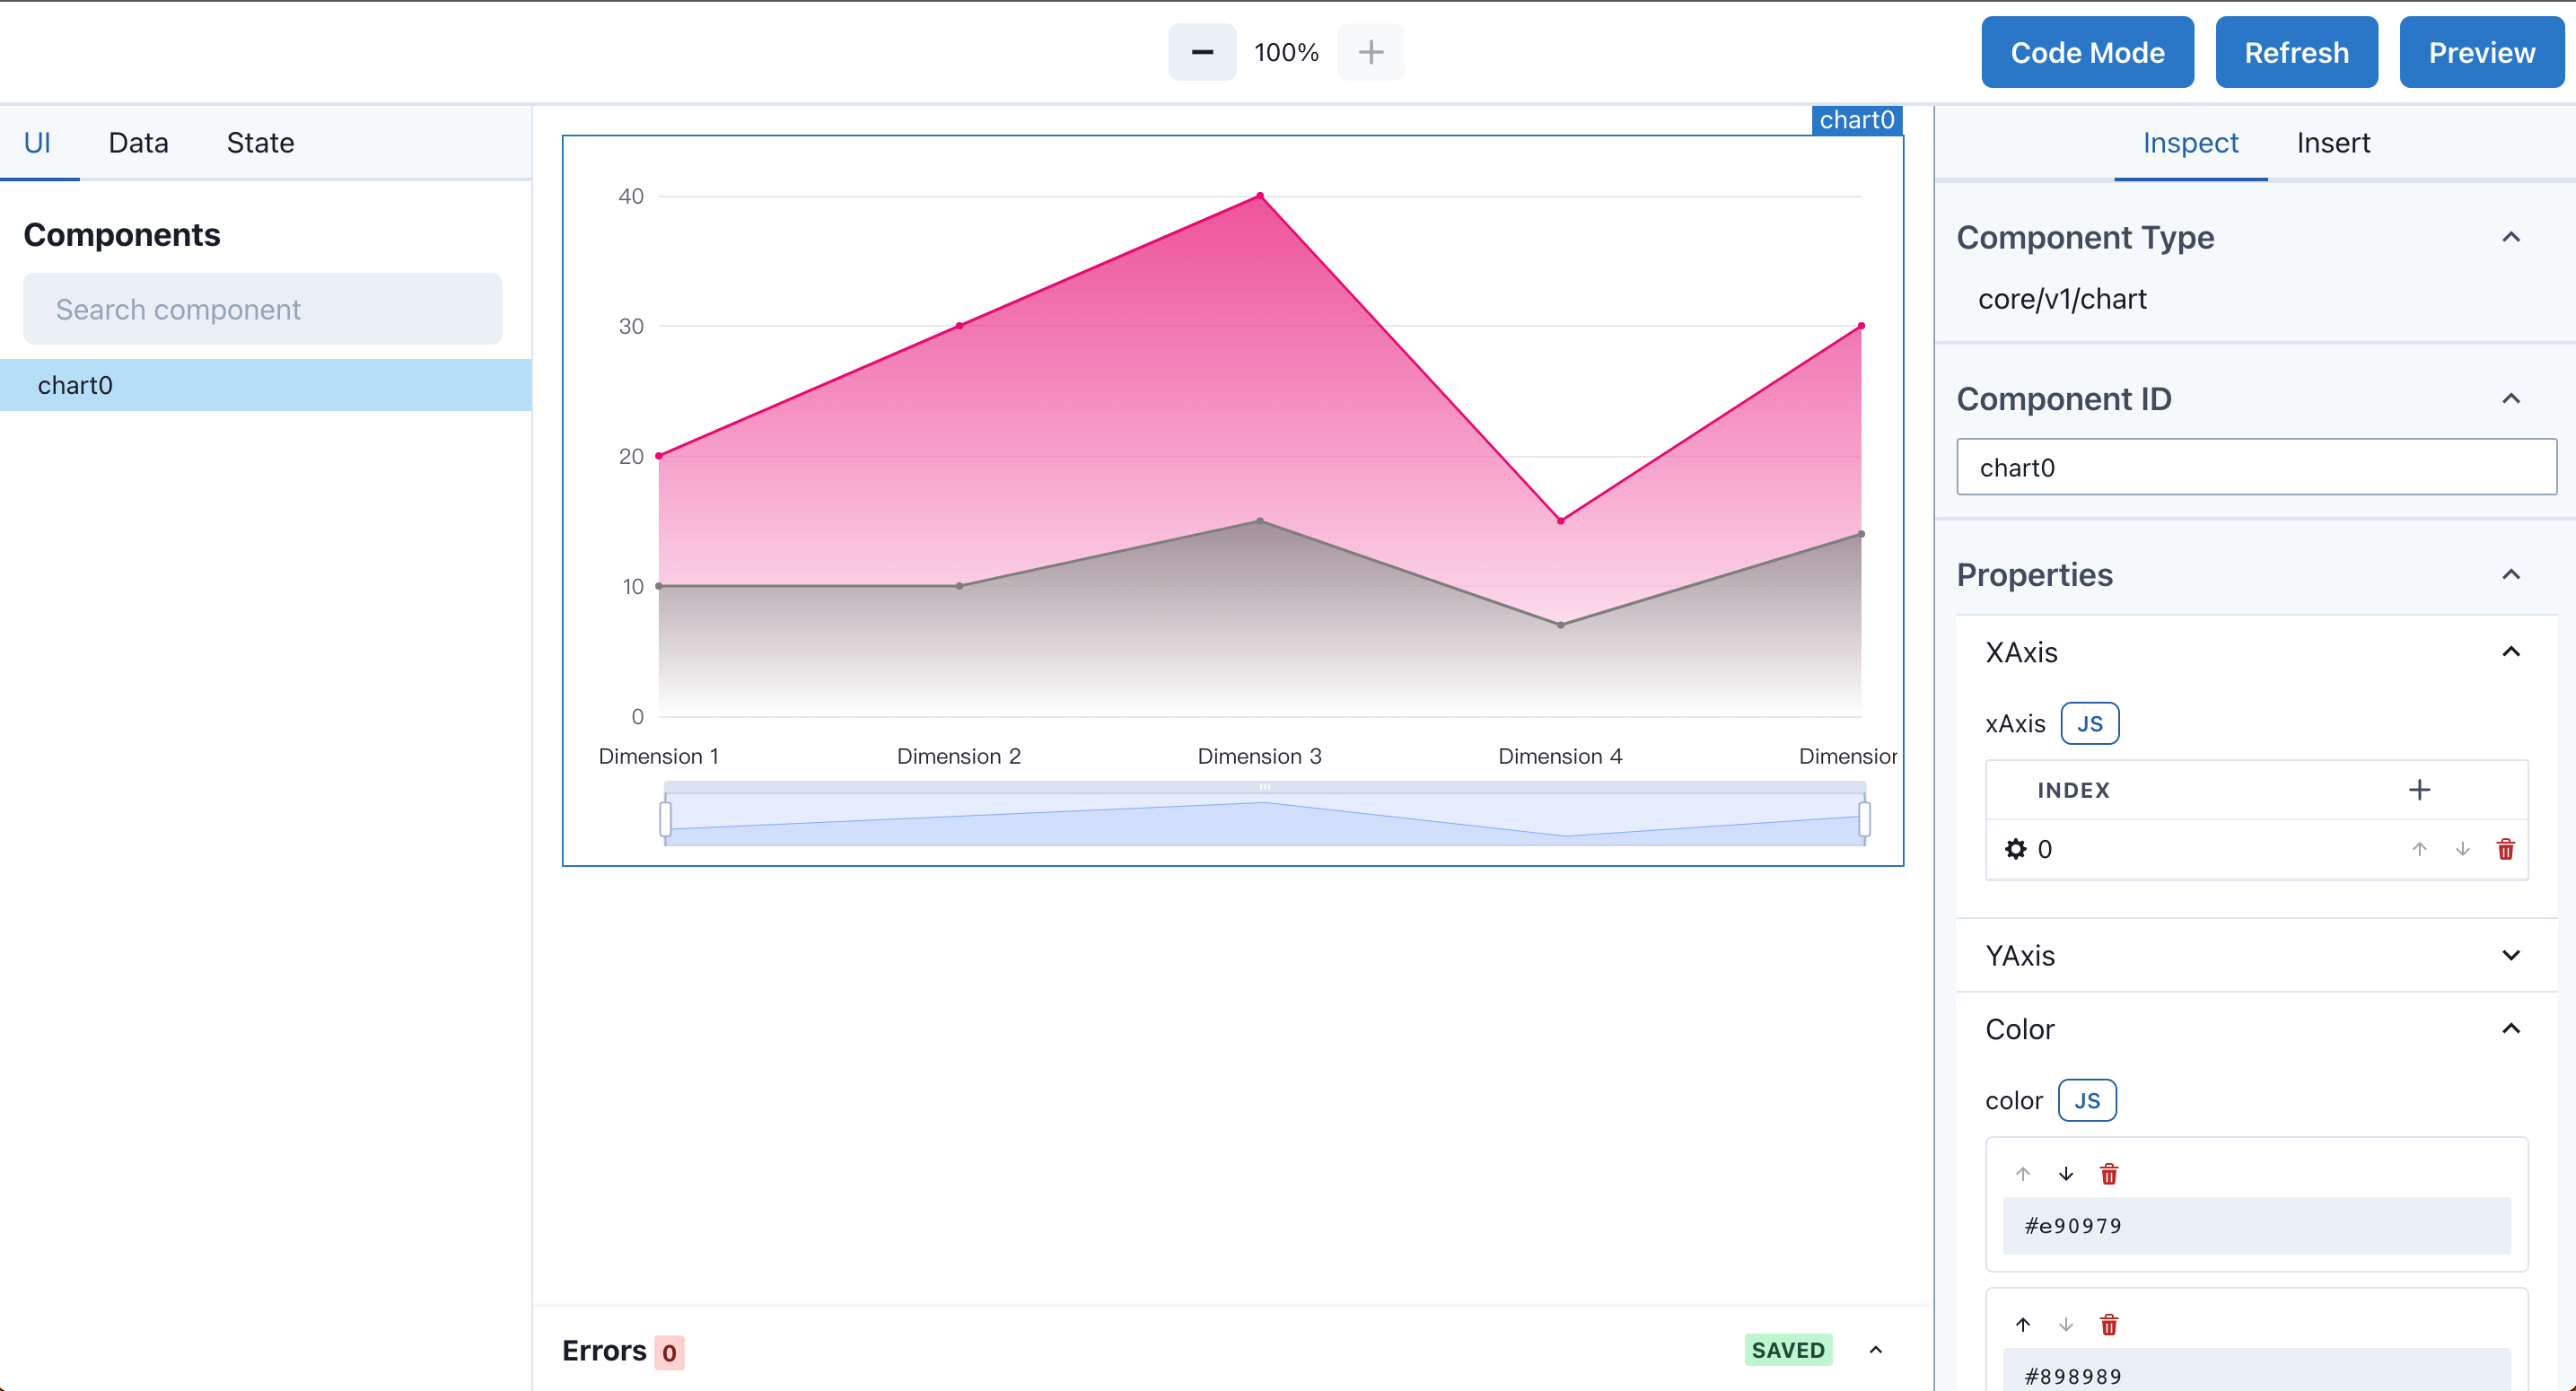 100%
Code Mode
Refresh
Preview
UI
Data
State
Components
Search component
chart0
chart0
40
30
20
10
0
Dimension 1
Dimension 2
Dimension 3
Dimension 4
Dimension
Errors 0
SAVED
Inspect
Insert
Component Type
core/v1/chart
Component ID
chart0
Properties
XAxis
xAxis JS
INDEX
0
YAxis
Color
color JS
#e90979
#898989